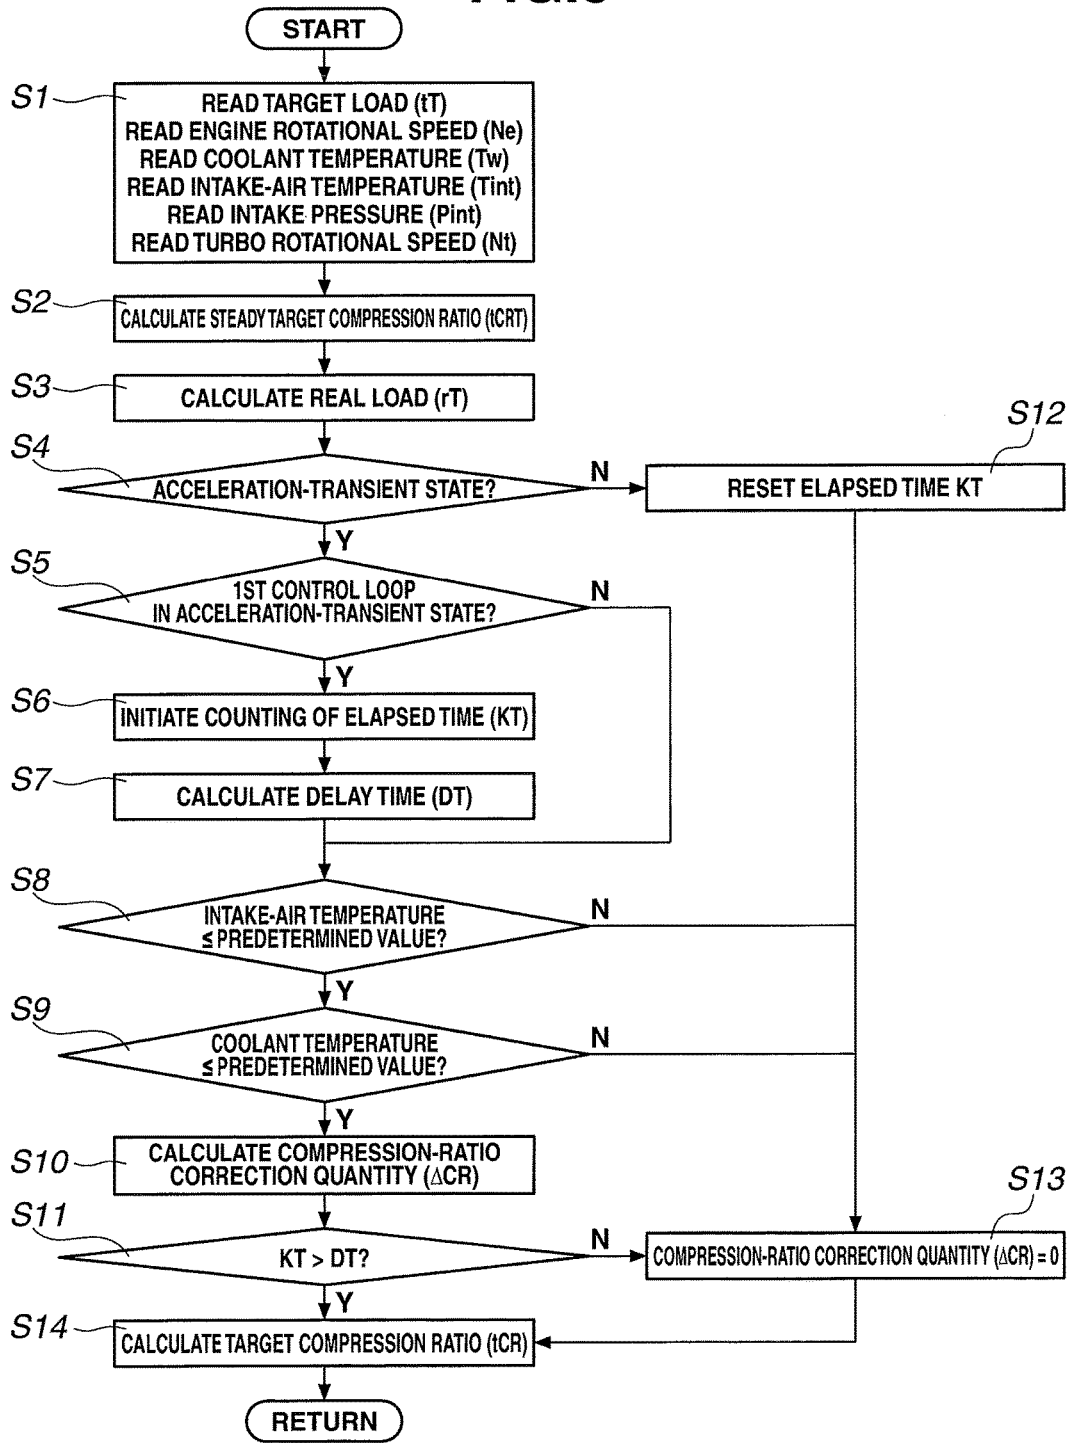 START
S1
READ TARGET LOAD (tT)
READ ENGINE ROTATIONAL SPEED (Ne)
READ COOLANT TEMPERATURE (Tw)
READ INTAKE-AIR TEMPERATURE (Tint)
READ INTAKE PRESSURE (Pint)
READ TURBO ROTATIONAL SPEED (Nt)
S2
CALCULATE STEADY TARGET COMPRESSION RATIO (tCRT)
S3
CALCULATE REAL LOAD (rT)
S4
ACCELERATION-TRANSIENT STATE?
N
Y
S12
RESET ELAPSED TIME KT
S5
1ST CONTROL LOOP
IN ACCELERATION-TRANSIENT STATE?
N
Y
S6
INITIATE COUNTING OF ELAPSED TIME (KT)
S7
CALCULATE DELAY TIME (DT)
S8
INTAKE-AIR TEMPERATURE
≤ PREDETERMINED VALUE?
N
Y
S9
COOLANT TEMPERATURE
≤ PREDETERMINED VALUE?
N
Y
S10
CALCULATE COMPRESSION-RATIO
CORRECTION QUANTITY (ΔCR)
S11
KT > DT?
N
Y
S13
COMPRESSION-RATIO CORRECTION QUANTITY (ΔCR) = 0
S14
CALCULATE TARGET COMPRESSION RATIO (tCR)
RETURN